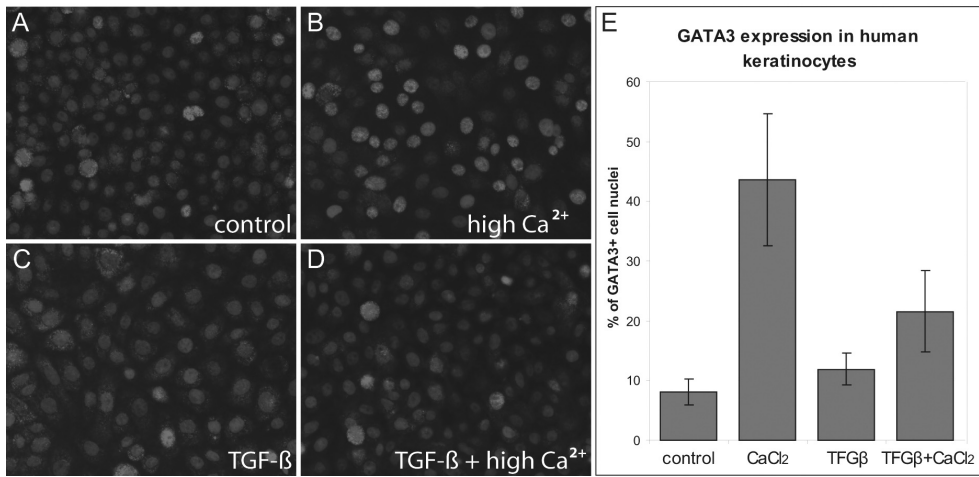 A
control
B
high Ca²⁺
C
TGF-ß
D
TGF-ß + high Ca²⁺
E
GATA3 expression in human
keratinocytes
% of GATA3+ cell nuclei
60
50
40
30
20
10
0
control
CaCl₂
TFGβ
TFGβ+CaCl₂